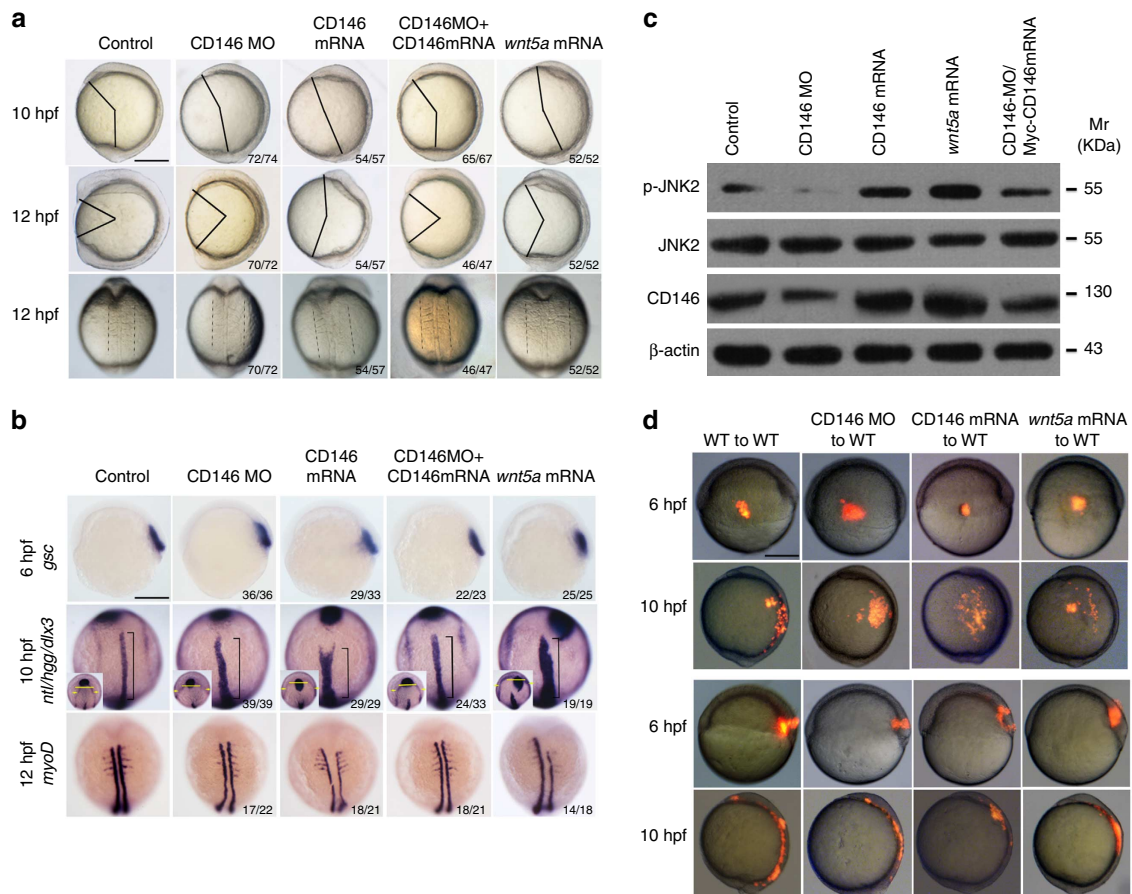 a
Control
CD146 MO
CD146
mRNA
CD146MO+
CD146mRNA
wnt5a mRNA
10 hpf
72/74
54/57
65/67
52/52
12 hpf
70/72
54/57
46/47
52/52
12 hpf
70/72
54/57
46/47
52/52
b
Control
CD146 MO
CD146
mRNA
CD146MO+
CD146mRNA
wnt5a mRNA
6 hpf
gsc
36/36
29/33
22/23
25/25
10 hpf
ntl/hgg/dlx3
39/39
29/29
24/33
19/19
12 hpf
myoD
17/22
18/21
18/21
14/18
c
Control
CD146 MO
CD146 mRNA
wnt5a mRNA
CD146-MO/
Myc-CD146mRNA
Mr
(KDa)
p-JNK2
55
JNK2
55
CD146
130
β-actin
43
d
WT to WT
CD146 MO
to WT
CD146 mRNA
to WT
wnt5a mRNA
to WT
6 hpf
10 hpf
6 hpf
10 hpf